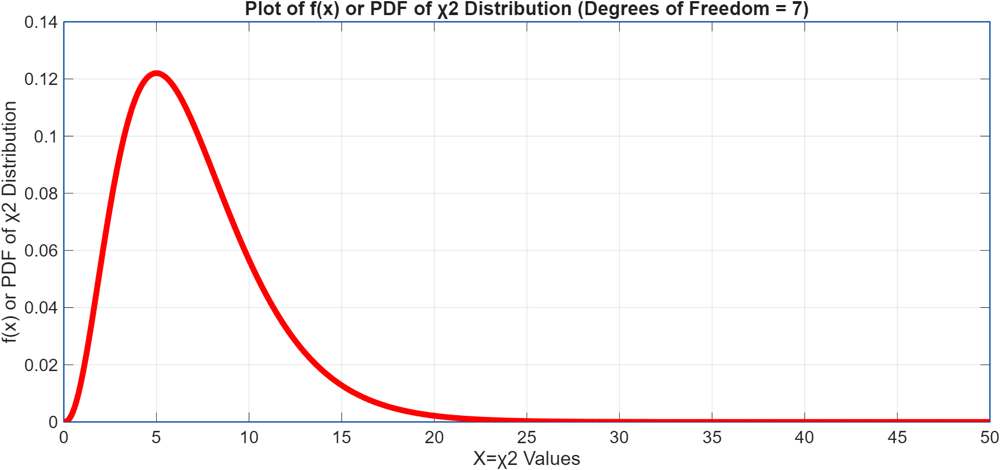 Plot of f(x) or PDF of χ2 Distribution (Degrees of Freedom = 7)
f(x) or PDF of χ2 Distribution
0.14
0.12
0.1
0.08
0.06
0.04
0.02
0
0 5 10 15 20 25 30 35 40 45 50
X=χ2 Values